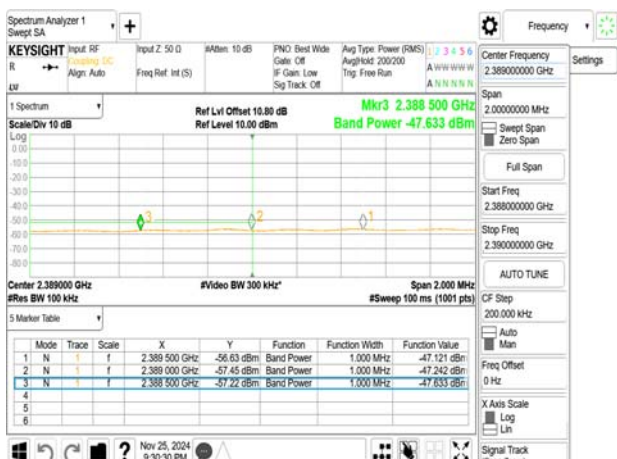 Spectrum Analyzer 1
Swept SA
Frequency
KEYSIGHT
R
Input: RF
Coupling: DC
Align: Auto
Input Z: 50 Ω
Freq Ref: Int (S)
#Atten: 10 dB
PNO: Best Wide
Gate: Off
IF Gain: Low
Sig Track: Off
Avg Type: Power (RMS)
Avg|Hold: 200/200
Trig: Free Run
1 2 3 4 5 6
A W W W W W
A N N N N N
Center Frequency
2.389000000 GHz
Settings
Span
2.00000000 MHz
Swept Span
Zero Span
Full Span
Start Freq
2.388000000 GHz
Stop Freq
2.390000000 GHz
AUTO TUNE
CF Step
200.000 kHz
Auto
Man
Freq Offset
0 Hz
X Axis Scale
Log
Lin
Signal Track
1 Spectrum
Scale/Div 10 dB
Ref Lvl Offset 10.80 dB
Ref Level 10.00 dBm
Mkr3 2.388 500 GHz
Band Power -47.633 dBm
Log
0.00
-10.0
-20.0
-30.0
-40.0
-50.0
-60.0
-70.0
-80.0
3
2
1
Center 2.389000 GHz
#Res BW 100 kHz
#Video BW 300 kHz*
Span 2.000 MHz
#Sweep 100 ms (1001 pts)
5 Marker Table
Mode Trace Scale X Y Function Function Width Function Value
1 N 1 f 2.389 500 GHz -56.63 dBm Band Power 1.000 MHz -47.121 dBm
2 N 1 f 2.389 000 GHz -57.45 dBm Band Power 1.000 MHz -47.242 dBm
3 N 1 f 2.388 500 GHz -57.22 dBm Band Power 1.000 MHz -47.633 dBm
4
5
6
?
Nov 25, 2024
9:30:30 PM